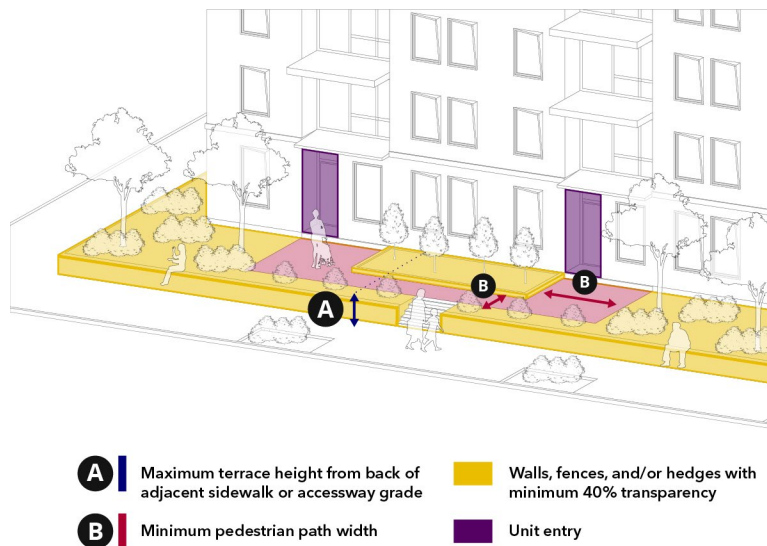 B
B
A
A
Maximum terrace height from back of
adjacent sidewalk or accessway grade
Walls, fences, and/or hedges with
minimum 40% transparency
B
Minimum pedestrian path width
Unit entry